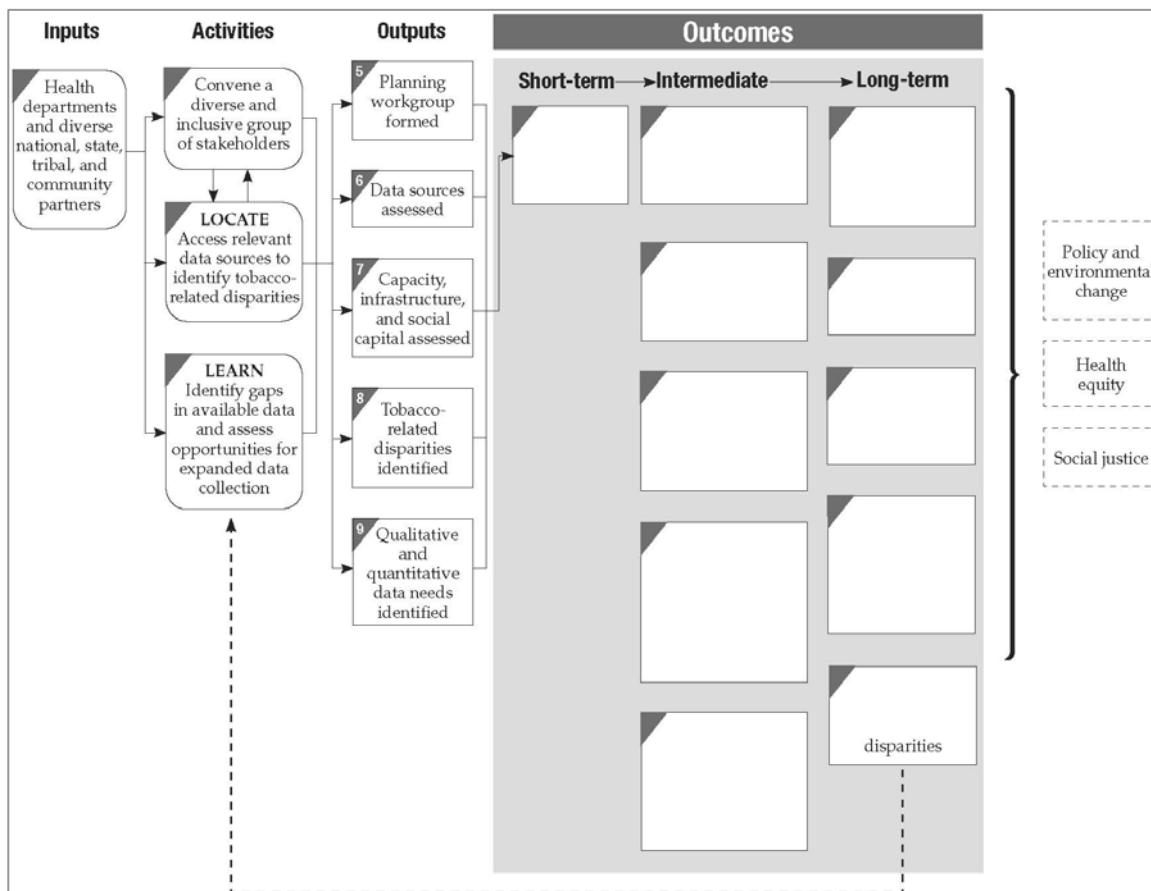 Inputs
Activities
Outputs
Outcomes
Short-term
Intermediate
Long-term
Health
departments
and diverse
national, state,
tribal, and
community
partners
Convene a
diverse and
inclusive group
of stakeholders
LOCATE
Access relevant
data sources to
identify tobacco-
related disparities
LEARN
Identify gaps
in available data
and assess
opportunities for
expanded data
collection
5
Planning
workgroup
formed
6
Data sources
assessed
7
Capacity,
infrastructure,
and social
capital assessed
8
Tobacco-
related
disparities
identified
9
Qualitative and
quantitative
data needs
identified
disparities
Policy and
environmenta
change
Health
equity
Social justice